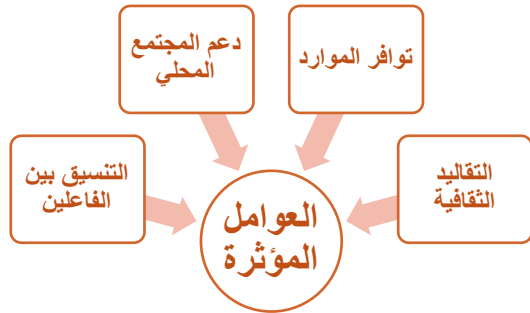 توافر الموارد
دعم المجتمع
المحلي
التقاليد
الثقافية
التنسيق بين
الفاعلين
العوامل
المؤثرة